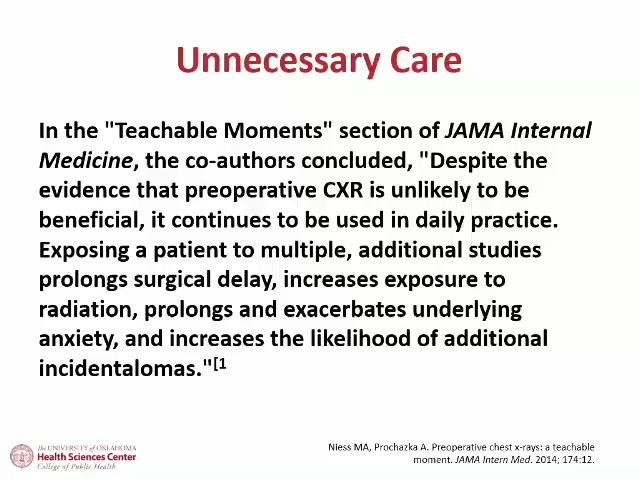 Unnecessary Care
In the "Teachable Moments" section of JAMA Internal
Medicine, the co-authors concluded, "Despite the
evidence that preoperative CXR is unlikely to be
beneficial, it continues to be used in daily practice.
Exposing a patient to multiple, additional studies
prolongs surgical delay, increases exposure to
radiation, prolongs and exacerbates underlying
anxiety, and increases the likelihood of additional
incidentalomas."[1
The UNIVERSITY of OKLAHOMA
Health Sciences Center
College of Public Health
Niess MA, Prochazka A. Preoperative chest x-rays: a teachable
moment. JAMA Intern Med. 2014; 174:12.